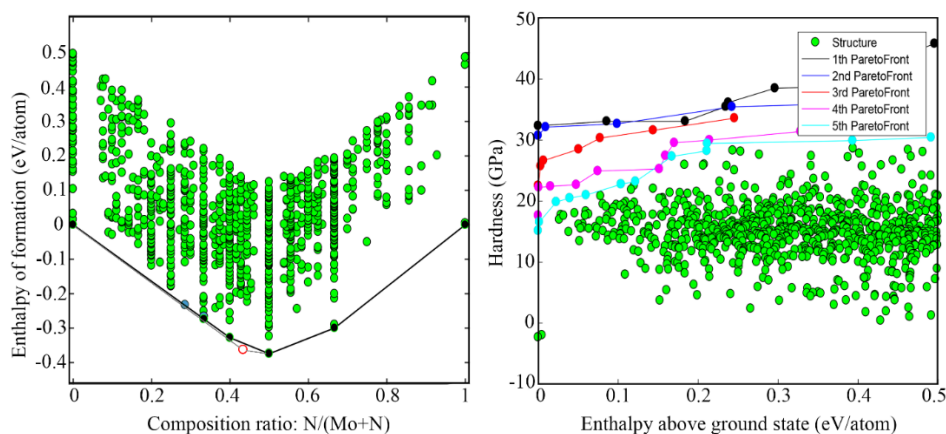 0.5
0.4
0.3
0.2
0.1
0
-0.1
-0.2
-0.3
-0.4
Enthalpy of formation (eV/atom)
0 0.2 0.4 0.6 0.8 1
Composition ratio: N/(Mo+N)
50
40
30
20
10
0
-10
Hardness (GPa)
Structure
1th ParetoFront
2nd ParetoFront
3rd ParetoFront
4th ParetoFront
5th ParetoFront
0 0.1 0.2 0.3 0.4 0.5
Enthalpy above ground state (eV/atom)